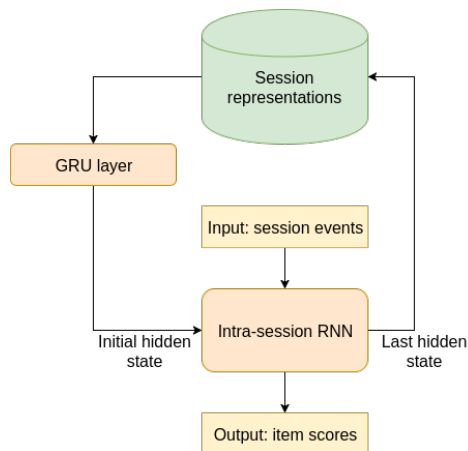 Session
representations
GRU layer
Input: session events
Intra-session RNN
Initial hidden
state
Last hidden
state
Output: item scores